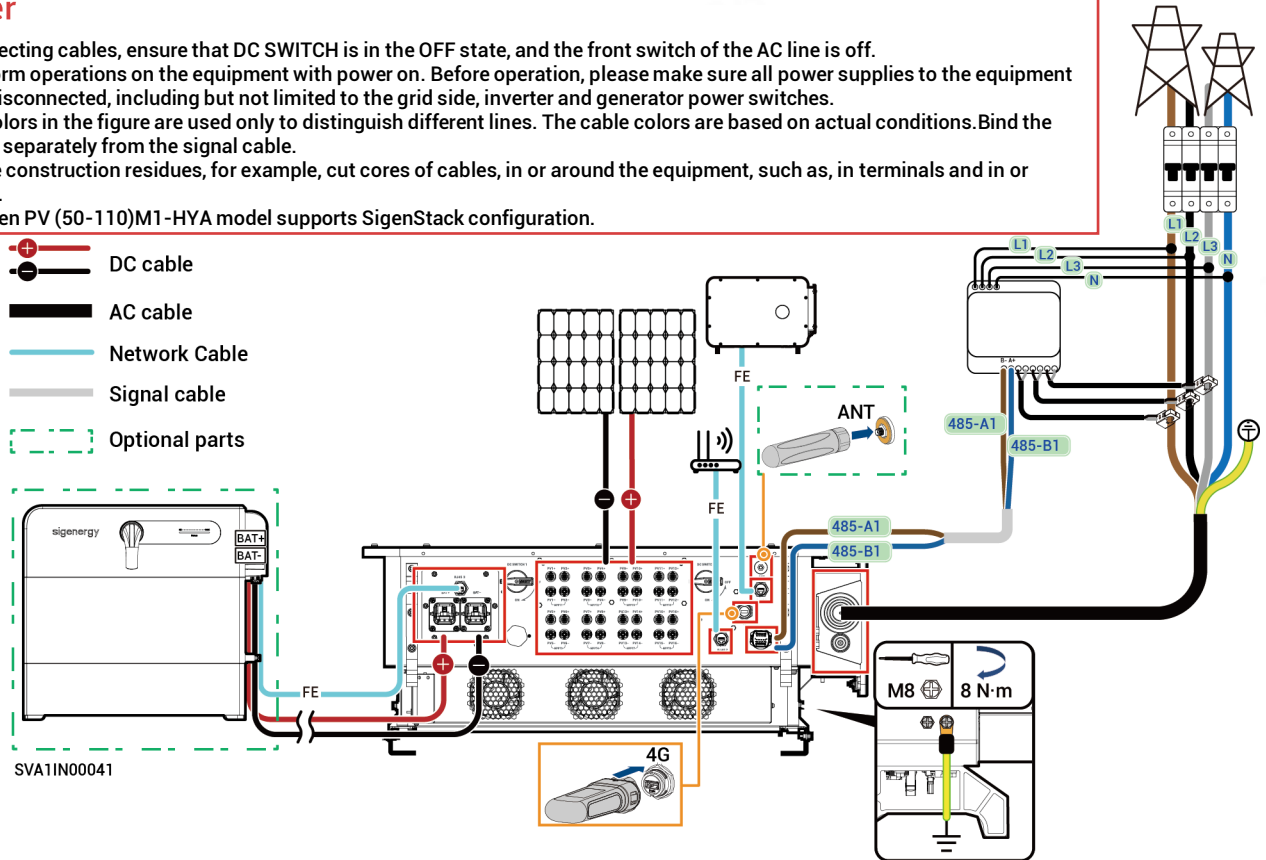 er
ecting cables, ensure that DC SWITCH is in the OFF state, and the front switch of the AC line is off.
orm operations on the equipment with power on. Before operation, please make sure all power supplies to the equipment
isconnected, including but not limited to the grid side, inverter and generator power switches.
olors in the figure are used only to distinguish different lines. The cable colors are based on actual conditions.Bind the
separately from the signal cable.
e construction residues, for example, cut cores of cables, in or around the equipment, such as, in terminals and in or
.
en PV (50-110)M1-HYA model supports SigenStack configuration.
DC cable
AC cable
Network Cable
Signal cable
Optional parts
L1
L2
L3
N
L1
L2
L3
N
B- A+
FE
ANT
485-A1
485-B1
FE
485-A1
485-B1
sigenergy
BAT+
BAT-
FE
M8
8 N·m
4G
SVA1IN00041